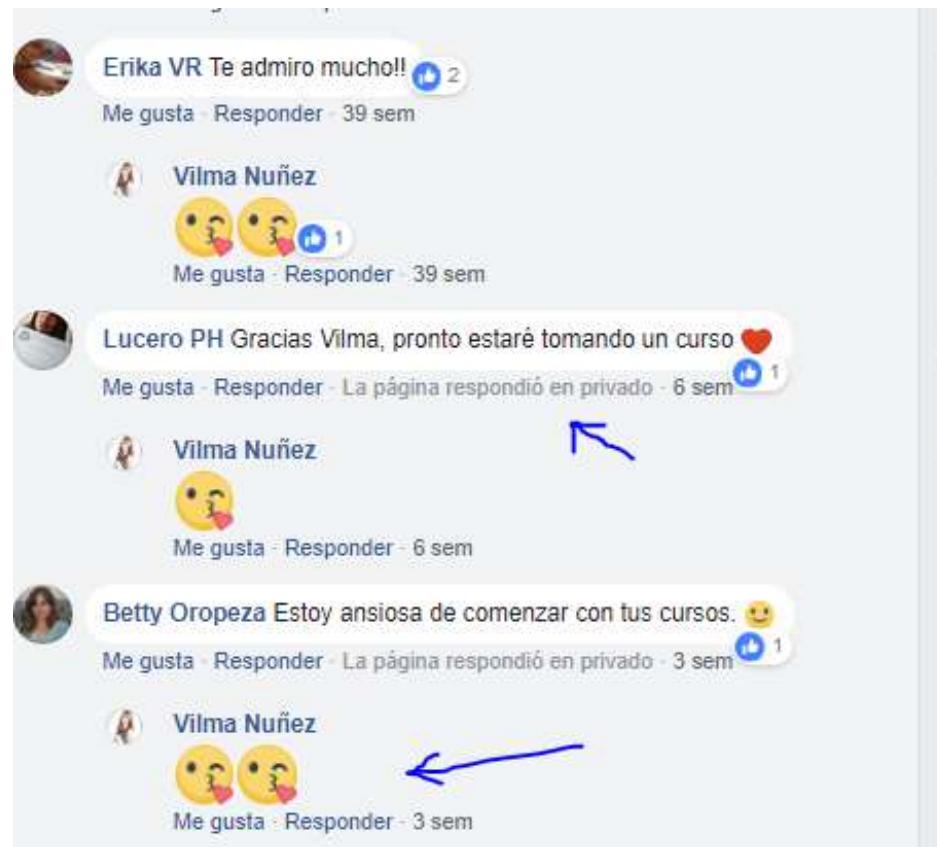 Erika VR Te admiro mucho!! 2
Me gusta · Responder · 39 sem
Vilma Nuñez
😘😘 1
Me gusta · Responder · 39 sem
Lucero PH Gracias Vilma, pronto estaré tomando un curso ❤️
1
Me gusta · Responder · La página respondió en privado · 6 sem
Vilma Nuñez
😘
Me gusta · Responder · 6 sem
Betty Oropeza Estoy ansiosa de comenzar con tus cursos. 🙂
1
Me gusta · Responder · La página respondió en privado · 3 sem
Vilma Nuñez
😘😘
Me gusta · Responder · 3 sem